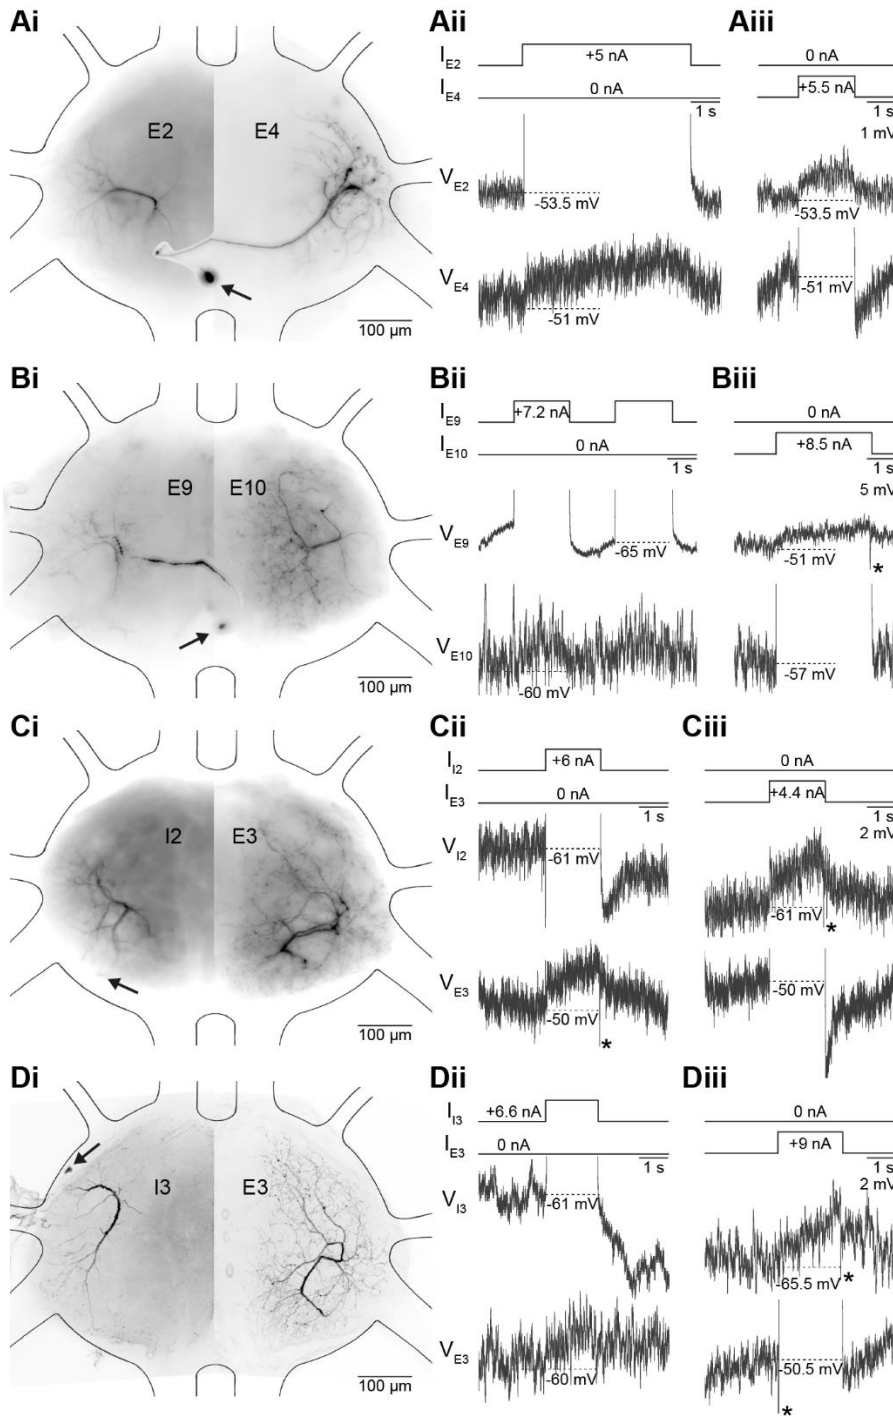 Ai
E2 E4
100 µm
Aii
I_E2 +5 nA
I_E4 0 nA
1 s
V_E2
-53.5 mV
V_E4
-51 mV
Aiii
0 nA
+5.5 nA
1 s
1 mV
-53.5 mV
-51 mV
Bi
E9 E10
100 µm
Bii
I_E9 +7.2 nA
I_E10 0 nA
1 s
V_E9
-65 mV
V_E10
-60 mV
Biii
0 nA
+8.5 nA
1 s
5 mV
-51 mV
*
-57 mV
Ci
I2 E3
100 µm
Cii
I_I2 +6 nA
I_E3 0 nA
1 s
V_I2
-61 mV
V_E3
-50 mV
*
Ciii
0 nA
+4.4 nA
1 s
2 mV
-61 mV
*
-50 mV
Di
I3 E3
100 µm
Dii
I_I3 +6.6 nA
I_E3 0 nA
1 s
V_I3
-61 mV
V_E3
-60 mV
Diii
0 nA
+9 nA
1 s
2 mV
-65.5 mV
*
-50.5 mV
*